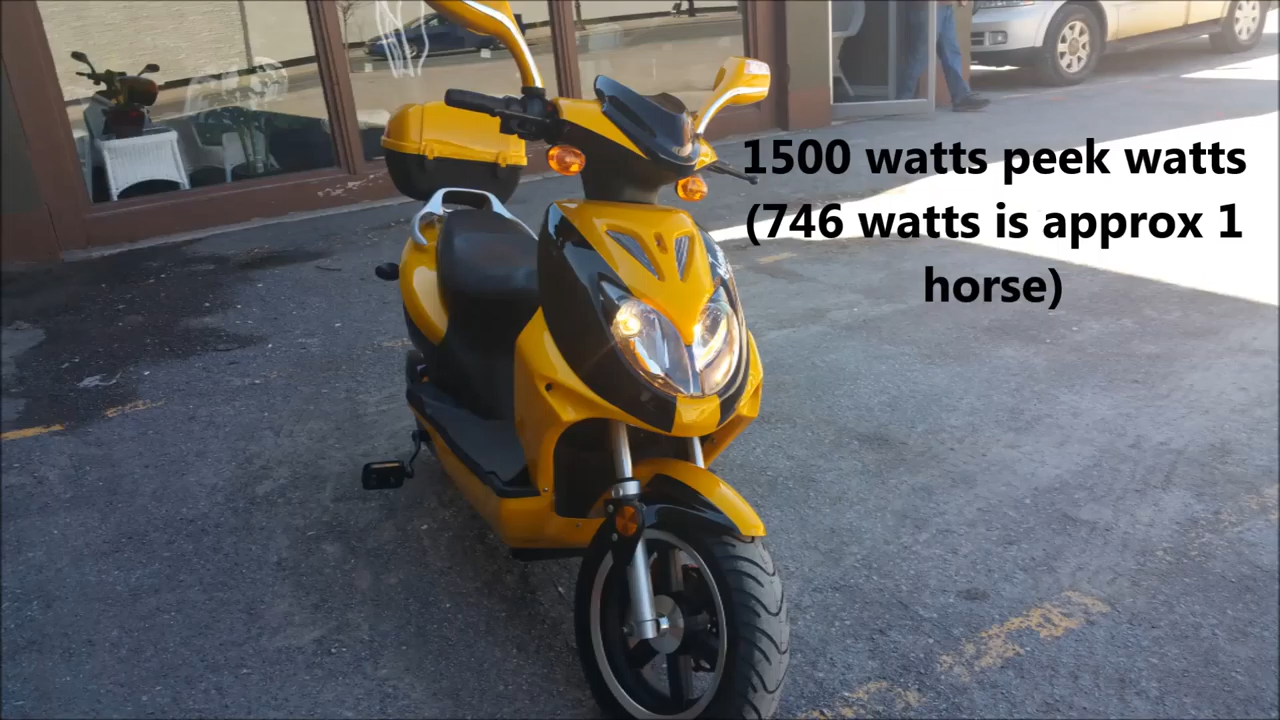 1500 watts peek watts
(746 watts is approx 1
horse)